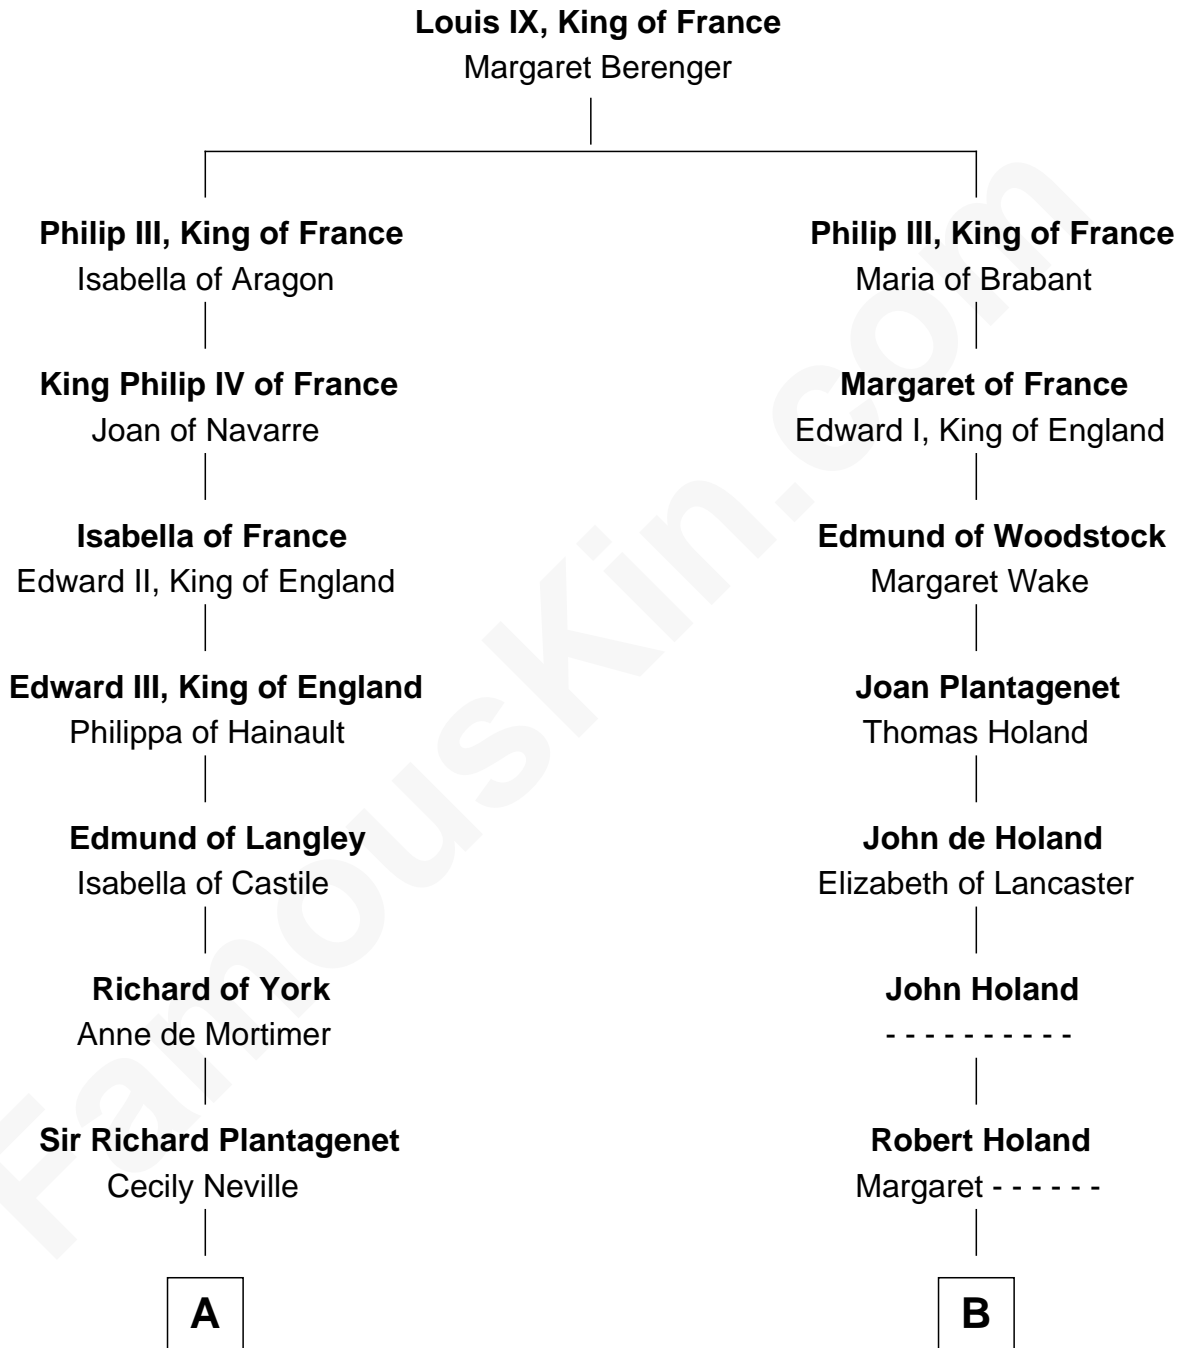 Louis IX, King of France
Margaret Berenger
Philip III, King of France
Isabella of Aragon
Philip III, King of France
Maria of Brabant
King Philip IV of France
Joan of Navarre
Margaret of France
Edward I, King of England
Isabella of France
Edward II, King of England
Edmund of Woodstock
Margaret Wake
Edward III, King of England
Philippa of Hainault
Joan Plantagenet
Thomas Holand
Edmund of Langley
Isabella of Castile
John de Holand
Elizabeth of Lancaster
Richard of York
Anne de Mortimer
John Holand
- - - - - - - - - -
Sir Richard Plantagenet
Cecily Neville
Robert Holand
Margaret - - - - - -
A
B
FamousKin.com